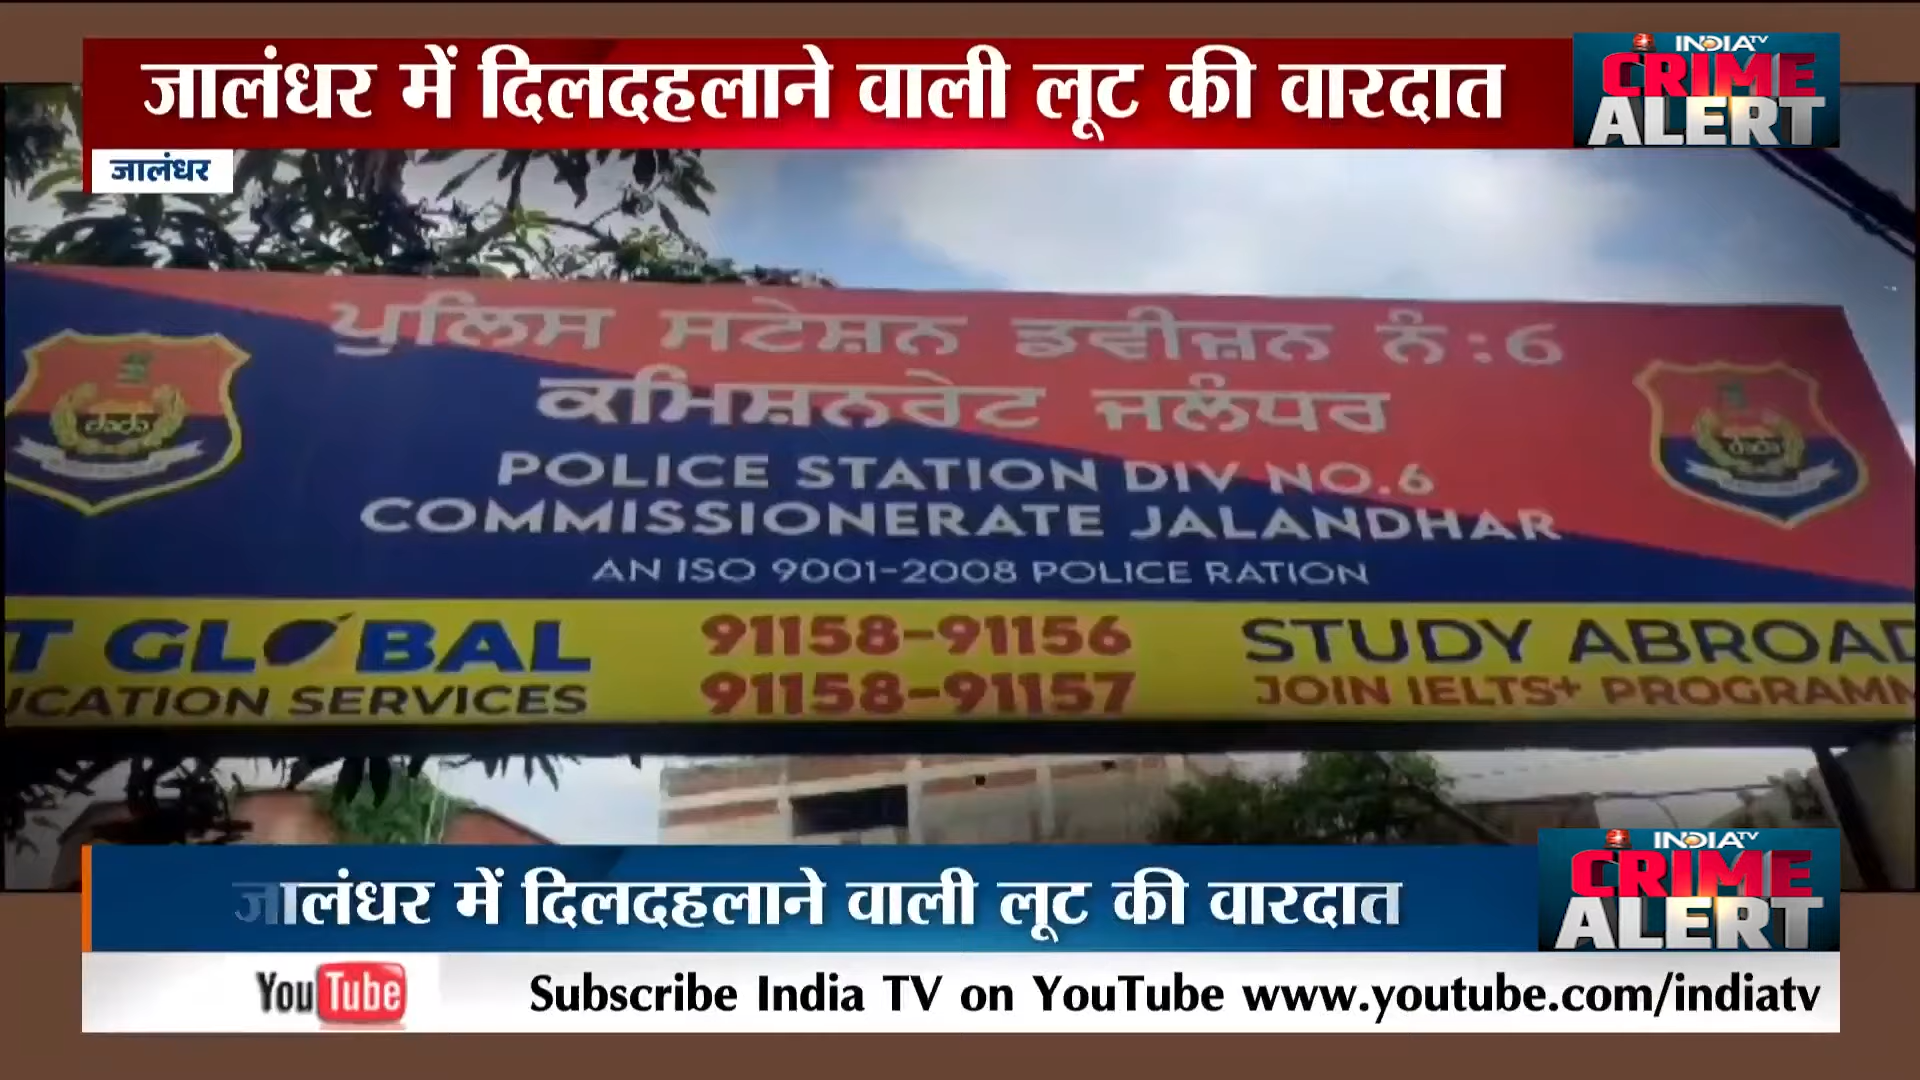 जालंधर में दिलदहलाने वाली लूट की वारदात
INDIA TV
CRIME
ALERT
जालंधर
ਪੁਲਿਸ ਸਟੇਸ਼ਨ ਡਵੀਜ਼ਨ ਨੰ:6
ਕਮਿਸ਼ਨਰੇਟ ਜਲੰਧਰ
POLICE STATION DIV NO.6
COMMISSIONERATE JALANDHAR
AN ISO 9001-2008 POLICE RATION
T GLOBAL
UCATION SERVICES
91158-91156
91158-91157
STUDY ABROAD
JOIN IELTS+ PROGRAMM
जालंधर में दिलदहलाने वाली लूट की वारदात
INDIA TV
CRIME
ALERT
YouTube
Subscribe India TV on YouTube www.youtube.com/indiatv